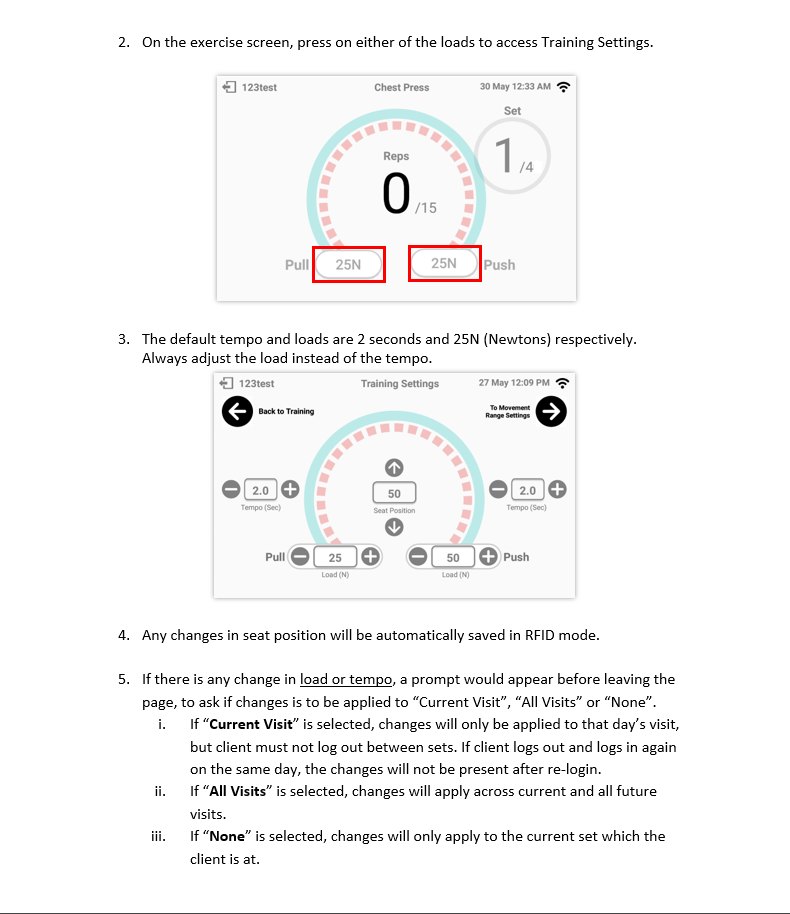 2. On the exercise screen, press on either of the loads to access Training Settings.
123test Chest Press 30 May 12:33 AM
Set
1 /4
Reps
0 /15
Pull 25N 25N Push
3. The default tempo and loads are 2 seconds and 25N (Newtons) respectively.
Always adjust the load instead of the tempo.
123test Training Settings 27 May 12:09 PM
Back to Training
To Movement
Range Settings
2.0 50 2.0
Tempo (Sec) Seat Position Tempo (Sec)
Pull 25 50 Push
Load (N) Load (N)
4. Any changes in seat position will be automatically saved in RFID mode.
5. If there is any change in load or tempo, a prompt would appear before leaving the
page, to ask if changes is to be applied to “Current Visit”, “All Visits” or “None”.
i. If “Current Visit” is selected, changes will only be applied to that day’s visit,
but client must not log out between sets. If client logs out and logs in again
on the same day, the changes will not be present after re-login.
ii. If “All Visits” is selected, changes will apply across current and all future
visits.
iii. If “None” is selected, changes will only apply to the current set which the
client is at.